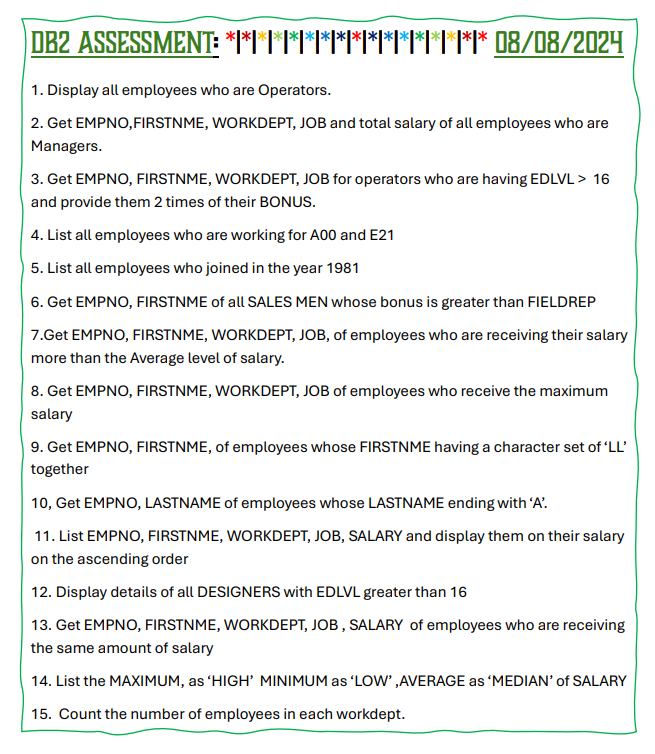 DB2 ASSESSMENT: *|*|*|*|*|*|*|*|*|*|*|*|*|*|*|*|* 08/08/2024
1. Display all employees who are Operators.
2. Get EMPNO,FIRSTNME, WORKDEPT, JOB and total salary of all employees who are
Managers.
3. Get EMPNO, FIRSTNME, WORKDEPT, JOB for operators who are having EDLVL > 16
and provide them 2 times of their BONUS.
4. List all employees who are working for A00 and E21
5. List all employees who joined in the year 1981
6. Get EMPNO, FIRSTNME of all SALES MEN whose bonus is greater than FIELDREP
7.Get EMPNO, FIRSTNME, WORKDEPT, JOB, of employees who are receiving their salary
more than the Average level of salary.
8. Get EMPNO, FIRSTNME, WORKDEPT, JOB of employees who receive the maximum
salary
9. Get EMPNO, FIRSTNME, of employees whose FIRSTNME having a character set of ‘LL’
together
10, Get EMPNO, LASTNAME of employees whose LASTNAME ending with ‘A’.
11. List EMPNO, FIRSTNME, WORKDEPT, JOB, SALARY and display them on their salary
on the ascending order
12. Display details of all DESIGNERS with EDLVL greater than 16
13. Get EMPNO, FIRSTNME, WORKDEPT, JOB , SALARY of employees who are receiving
the same amount of salary
14. List the MAXIMUM, as ‘HIGH’ MINIMUM as ‘LOW’ ,AVERAGE as ‘MEDIAN’ of SALARY
15. Count the number of employees in each workdept.